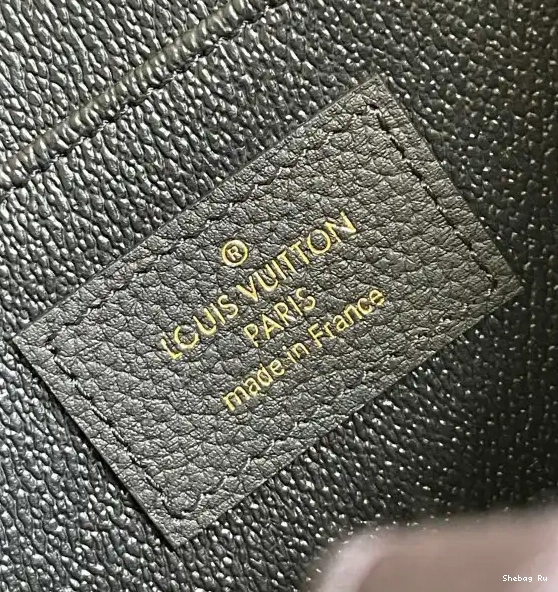 ®
LOUIS VUITTON
PARIS
made in France
Shebag Ru